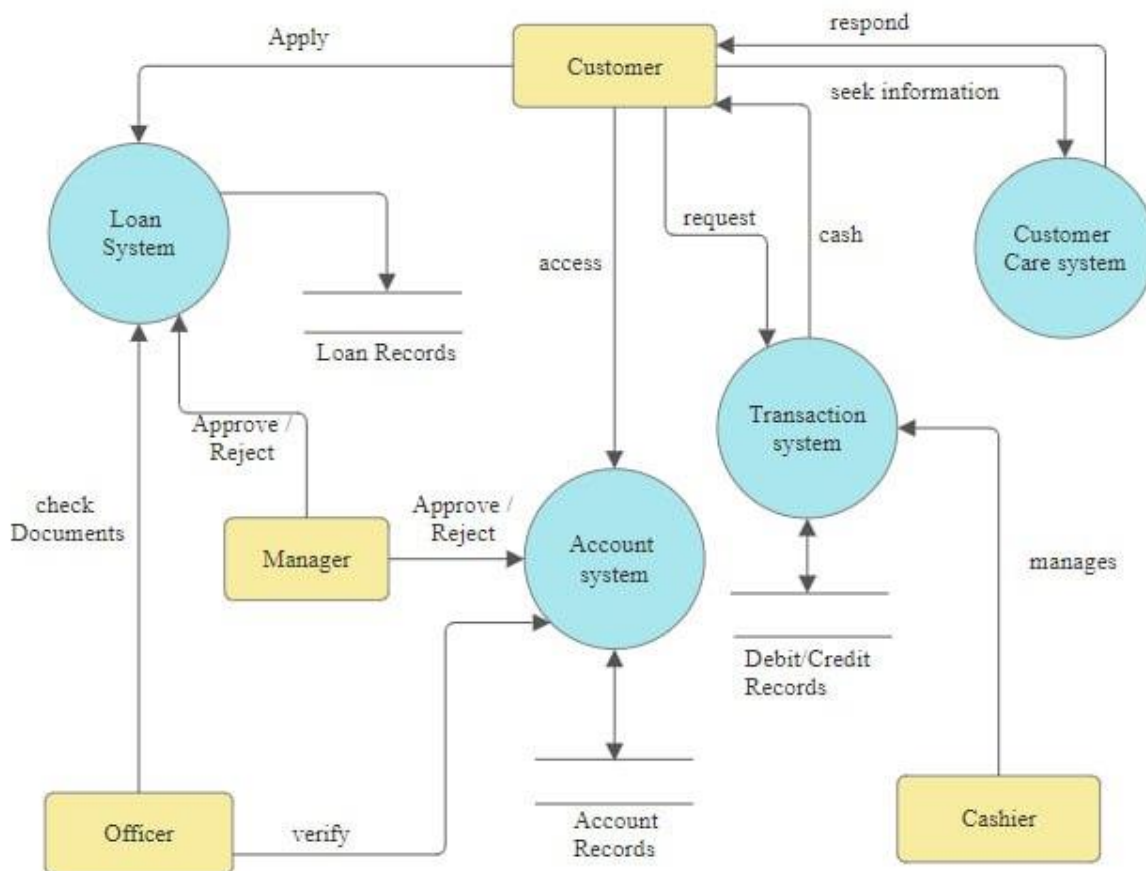 respond
Apply
Customer
seek information
Loan
System
request
cash
Customer
Care system
access
Loan Records
Transaction
system
Approve /
Reject
check
Documents
Approve /
Reject
Manager
Account
system
manages
Debit/Credit
Records
Officer
verify
Account
Records
Cashier